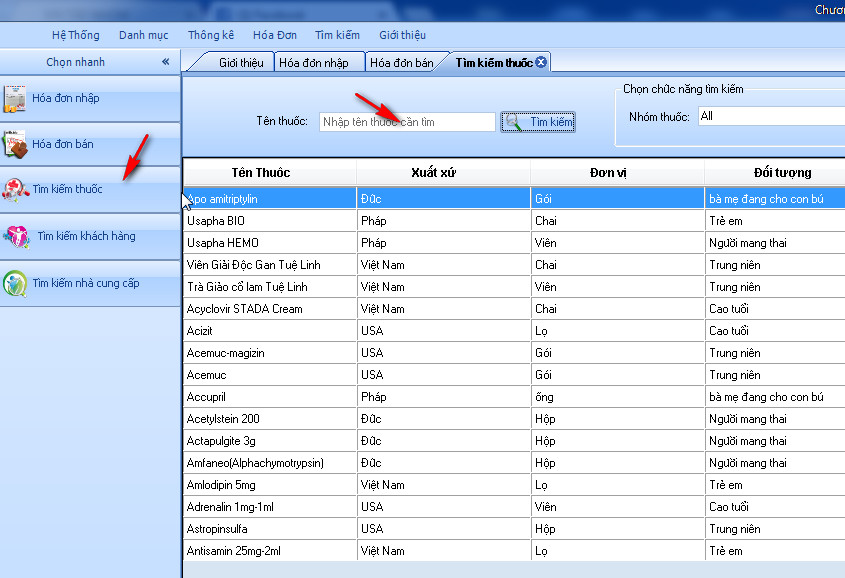 Chươ
Hệ Thống Danh mục Thông kê Hóa Đơn Tìm kiếm Giới thiệu
Chọn nhanh «
Giới thiệu Hóa đơn nhập Hóa đơn bán Tìm kiếm thuốc
Hóa đơn nhập
Hóa đơn bán
Tìm kiếm thuốc
Tìm kiếm khách hàng
Tìm kiếm nhà cung cấp
Chọn chức năng tìm kiếm
Tên thuốc: Nhập tên thuốc cần tìm Tìm kiếm Nhóm thuốc: All
Tên Thuôc Xuất xứ Đơn vị Đối tượng
Apo amitriptylin Đức Gói bà mẹ đang cho con bú
Usapha BIO Pháp Chai Trẻ em
Usapha HEMO Pháp Viên Người mang thai
Viên Giải Độc Gan Tuệ Linh Việt Nam Chai Trung niên
Trà Giảo cổ lam Tuệ Linh Việt Nam Viên Trung niên
Acyclovir STADA Cream Việt Nam Chai Cao tuổi
Acizit USA Lọ Cao tuổi
Acemuc-magizin USA Gói Trung niên
Acemuc USA Gói Trung niên
Accupril Pháp ống bà mẹ đang cho con bú
Acetylstein 200 Đức Hộp Người mang thai
Actapulgite 3g Đức Hộp Người mang thai
Amfaneo(Alphachymotrypsin) Đức Hộp Người mang thai
Amlodipin 5mg Việt Nam Lọ Trẻ em
Adrenalin 1mg-1ml USA Viên Cao tuổi
Astropinsulfa USA Hộp Trung niên
Antisamin 25mg-2ml Việt Nam Lọ Trẻ em